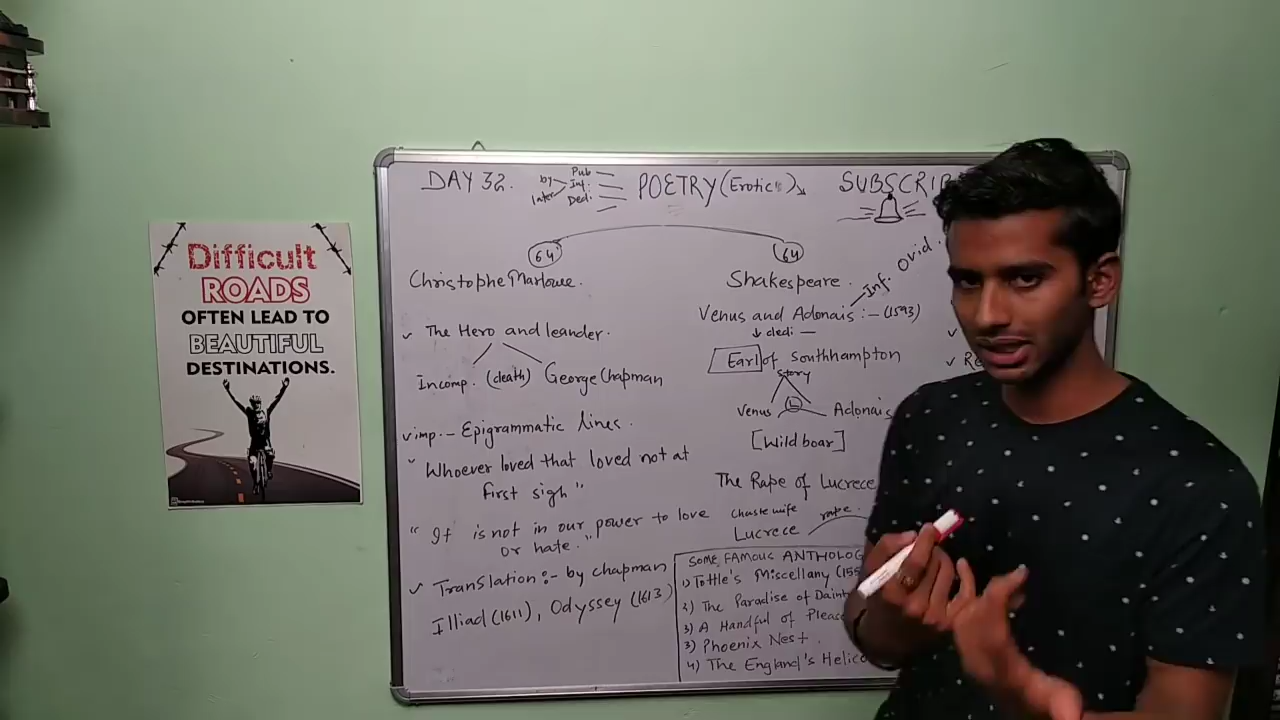 Difficult
ROADS
OFTEN LEAD TO
BEAUTIFUL
DESTINATIONS.
DAY 32.
by
Inter
Pub
Inf.
Dedi.
POETRY (Erotic)
SUBSCRIB
64
Christophe Marlowe.
The Hero and leander.
Incomp. (death) George Chapman
imp. - Epigrammatic lines.
Whoever loved that loved not at
first sigh"
" It is not in our power to love
or hate."
Translation :- by chapman
Illiad (1611), Odyssey (1613)
64
Shakespeare.
Inf. Ovid.
Venus and Adonais :- (1593)
dedi —
Earl of Southhampton
story
Venus L Adonais
[Wild boar]
The Rape of Lucrece
chaste wife rape.
Lucrece
SOME FAMOUS ANTHOLOG
1) Tottle's Miscellany (155
2) The Paradise of Daint
3) A Handful of Pleas
3) Phoenix Nest.
4) The England's Helico